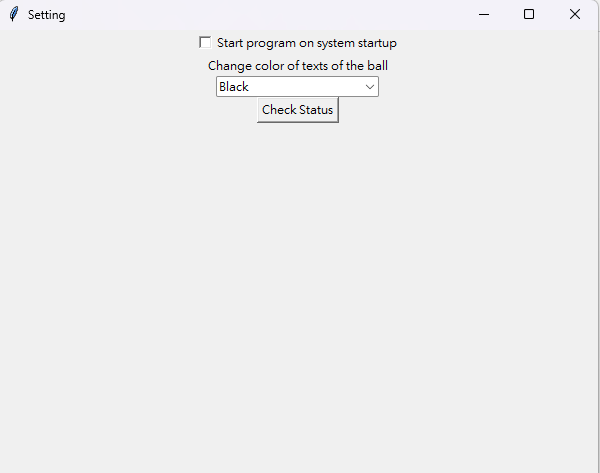 Setting
Start program on system startup
Change color of texts of the ball
Black
Check Status